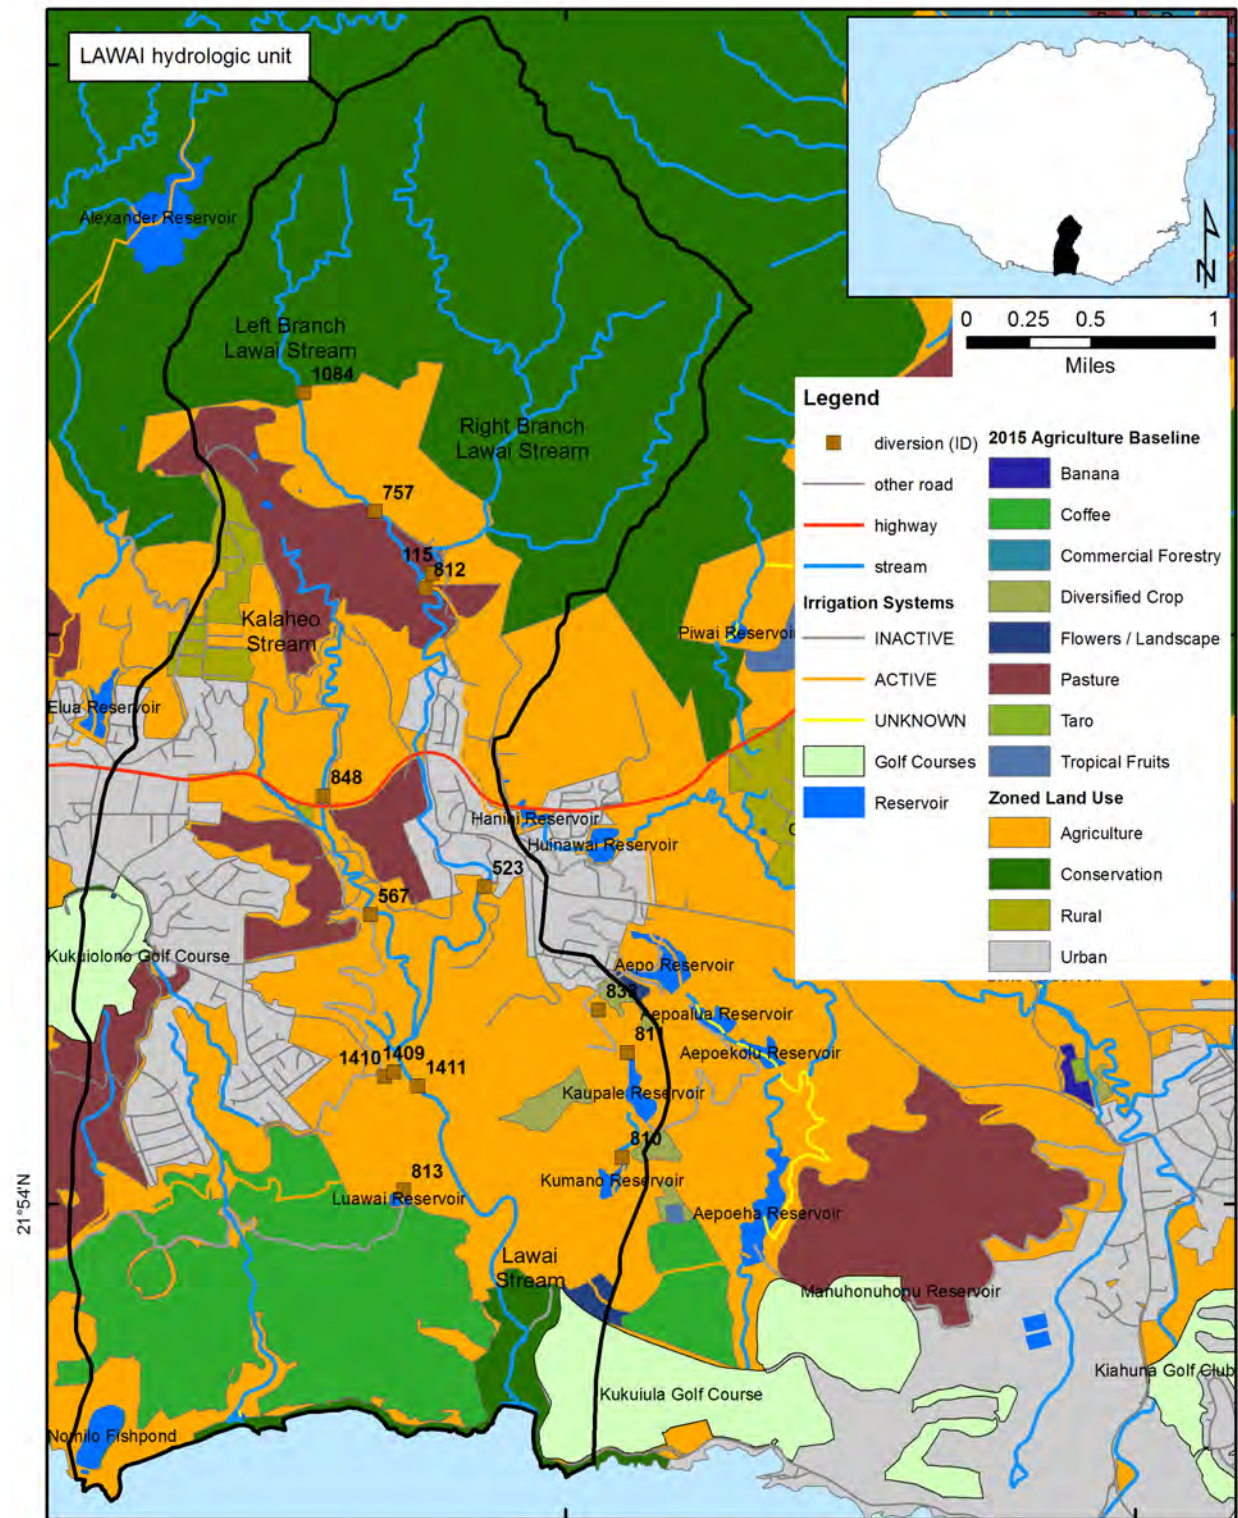 LAWAI hydrologic unit
N
0 0.25 0.5 1
Miles
Alexander Reservoir
Left Branch
Lawai Stream
1084
Right Branch
Lawai Stream
757
115
812
Kalaheo
Stream
Piwai Reservoir
Elua Reservoir
848
Hanini Reservoir
Huinawai Reservoir
523
567
Kukuiolono Golf Course
Aepo Reservoir
833
Aepoalua Reservoir
811
Aepoekolu Reservoir
1410
1409
1411
Kaupale Reservoir
810
Kumano Reservoir
813
Luawai Reservoir
Aepoeha Reservoir
21°54'N
Lawai
Stream
Manuhonuhonu Reservoir
Kiahuna Golf Club
Kukuiula Golf Course
Nomilo Fishpond
Legend
diversion (ID)
other road
highway
stream
Irrigation Systems
INACTIVE
ACTIVE
UNKNOWN
Golf Courses
Reservoir
2015 Agriculture Baseline
Banana
Coffee
Commercial Forestry
Diversified Crop
Flowers / Landscape
Pasture
Taro
Tropical Fruits
Zoned Land Use
Agriculture
Conservation
Rural
Urban